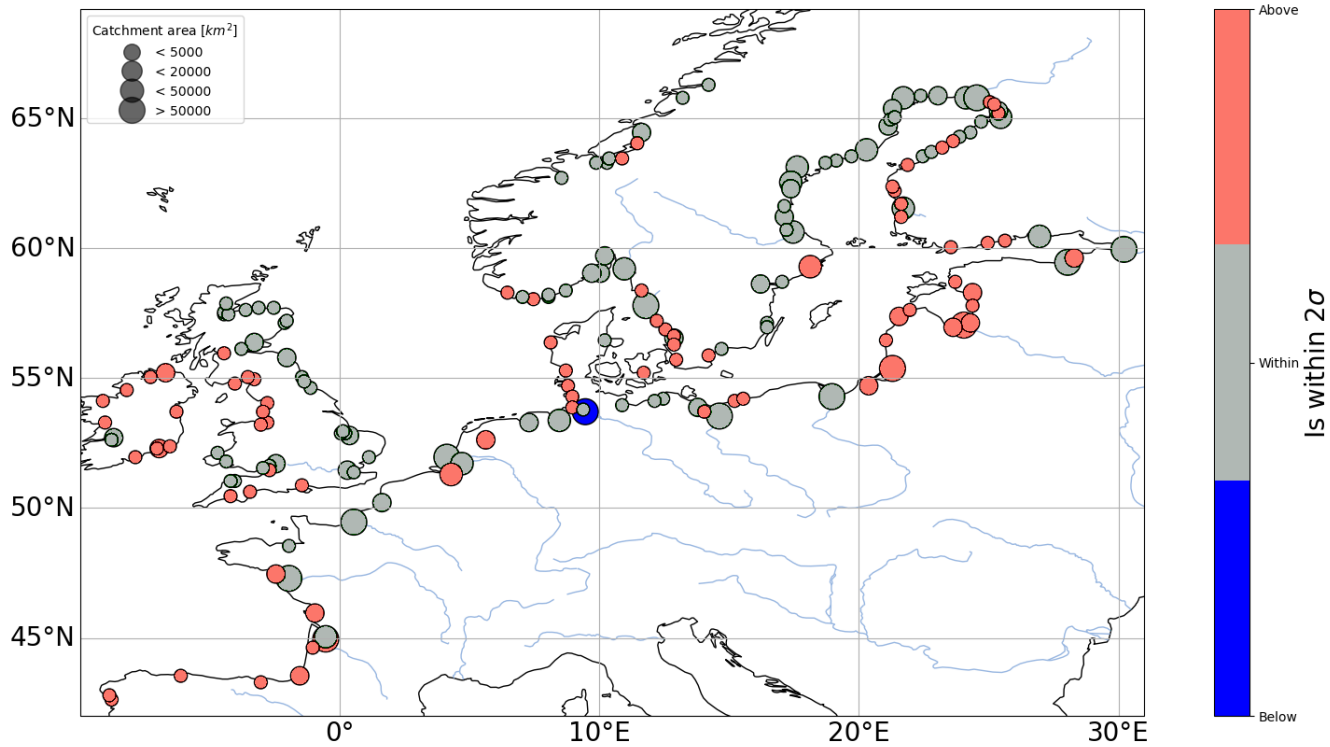 Catchment area [km²]
< 5000
< 20000
< 50000
> 50000
65°N
60°N
55°N
50°N
45°N
0°
10°E
20°E
30°E
Above
Within
Below
Is within 2σ